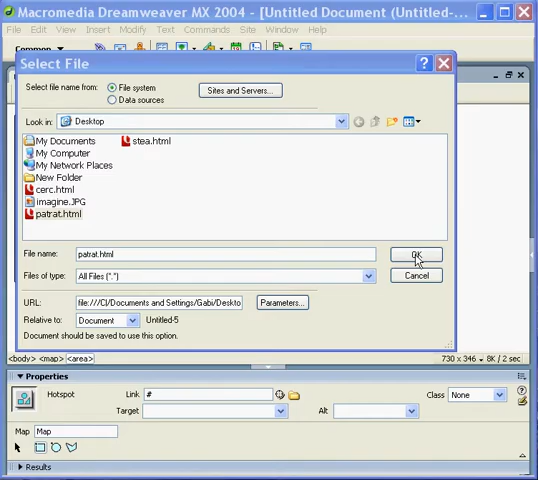 Macromedia Dreamweaver MX 2004 - [Untitled Document (Untitled-...
File Edit View Insert Modify Text Commands Site Window Help
Common
Select File
Select file name from: File system
Data sources
Sites and Servers...
Look in: Desktop
My Documents stea.html
My Computer
My Network Places
New Folder
cerc.html
imagine.JPG
patrat.html
File name: patrat.html OK
Files of type: All Files (*.*) Cancel
URL: file:///C|/Documents and Settings/Gabi/Deskto Parameters...
Relative to: Document Untitled-5
Document should be saved to use this option.
<body> <map> <area> 730 x 346 8K / 2 sec
Properties
Hotspot Link # Class None
Target Alt
Map Map
Results